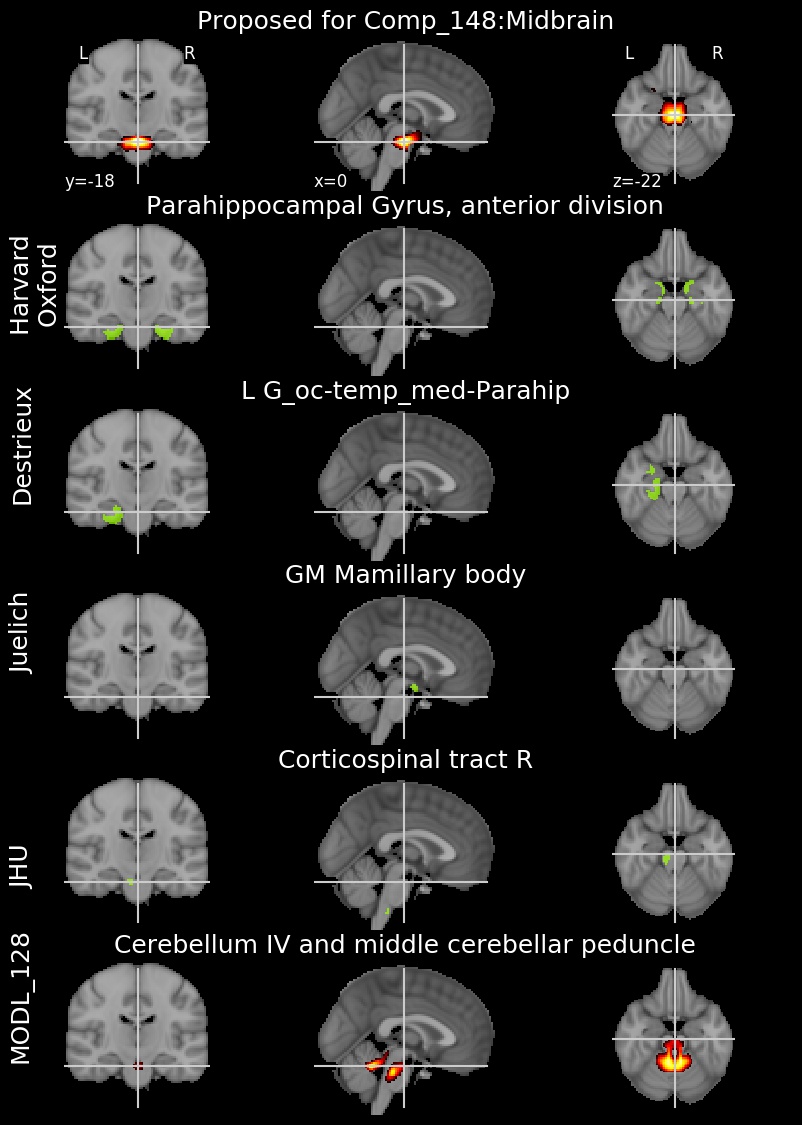 Proposed for Comp_148:Midbrain
L R L R
y=-18 x=0 z=-22
Parahippocampal Gyrus, anterior division
Harvard
Oxford
L G_oc-temp_med-Parahip
Destrieux
GM Mamillary body
Juelich
Corticospinal tract R
JHU
Cerebellum IV and middle cerebellar peduncle
MODL_128